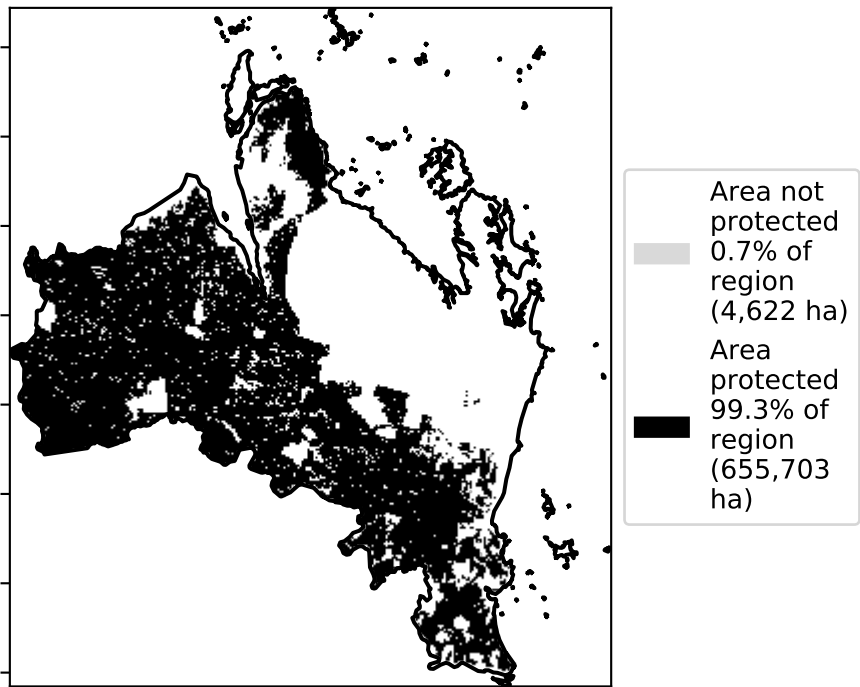 Area not
protected
0.7% of
region
(4,622 ha)
Area
protected
99.3% of
region
(655,703
ha)